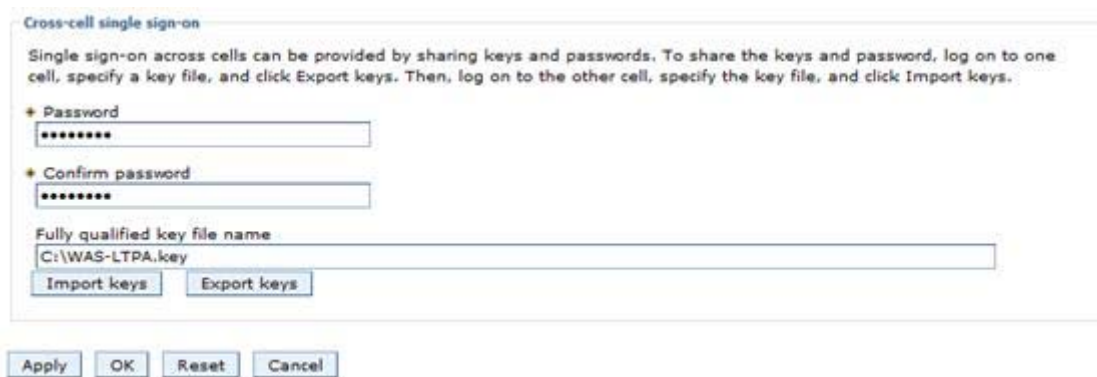 Cross-cell single sign-on
Single sign-on across cells can be provided by sharing keys and passwords. To share the keys and password, log on to one
cell, specify a key file, and click Export keys. Then, log on to the other cell, specify the key file, and click Import keys.
Password
••••••••
Confirm password
••••••••
Fully qualified key file name
C:\WAS-LTPA.key
Import keys Export keys
Apply OK Reset Cancel